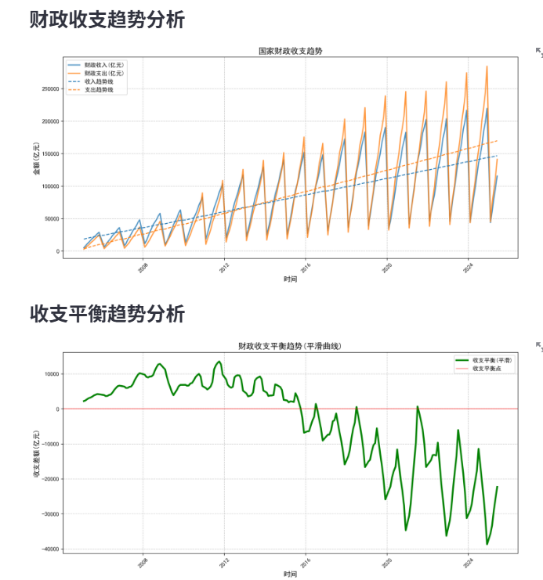 财政收支趋势分析
国家财政收支趋势
财政收入(亿元)
财政支出(亿元)
收入趋势线
支出趋势线
金额(亿元)
250000
200000
150000
100000
50000
0
2008
2012
2016
2020
2024
时间
收支平衡趋势分析
财政收支平衡趋势(平滑曲线)
收支平衡(平滑)
收支平衡点
收支差额(亿元)
10000
0
-10000
-20000
-30000
-40000
2008
2012
2016
2020
2024
时间